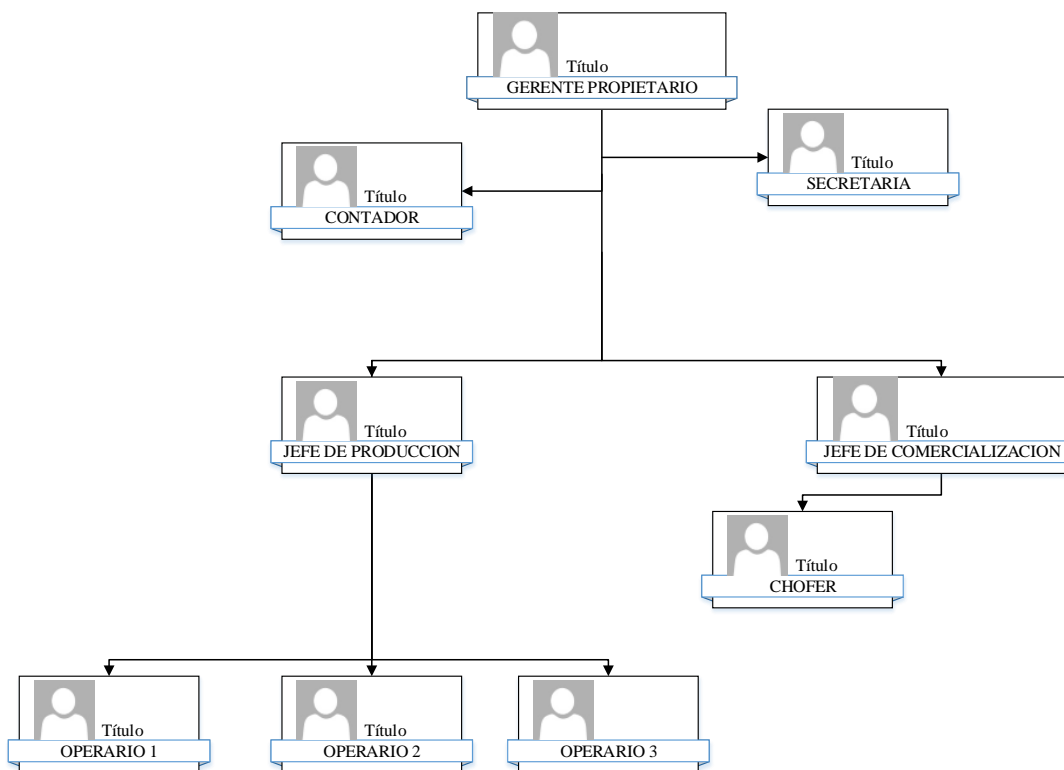 Título
GERENTE PROPIETARIO
Título
SECRETARIA
Título
CONTADOR
Título
JEFE DE PRODUCCION
Título
JEFE DE COMERCIALIZACION
Título
CHOFER
Título
OPERARIO 1
Título
OPERARIO 2
Título
OPERARIO 3